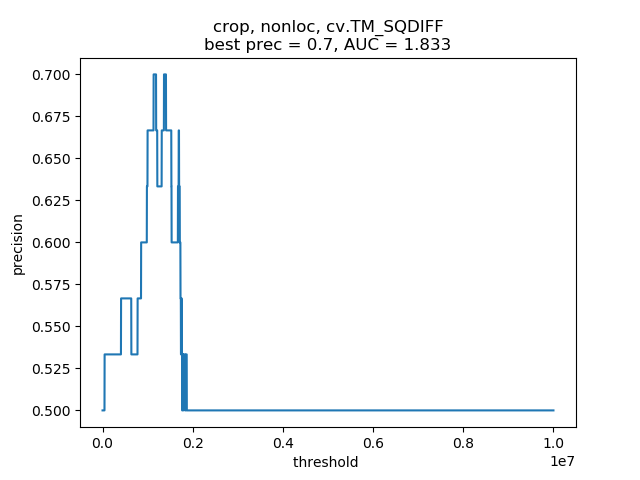 crop, nonloc, cv.TM_SQDIFF
best prec = 0.7, AUC = 1.833
0.700
0.675
0.650
0.625
0.600
0.575
0.550
0.525
0.500
precision
0.0 0.2 0.4 0.6 0.8 1.0
1e7
threshold